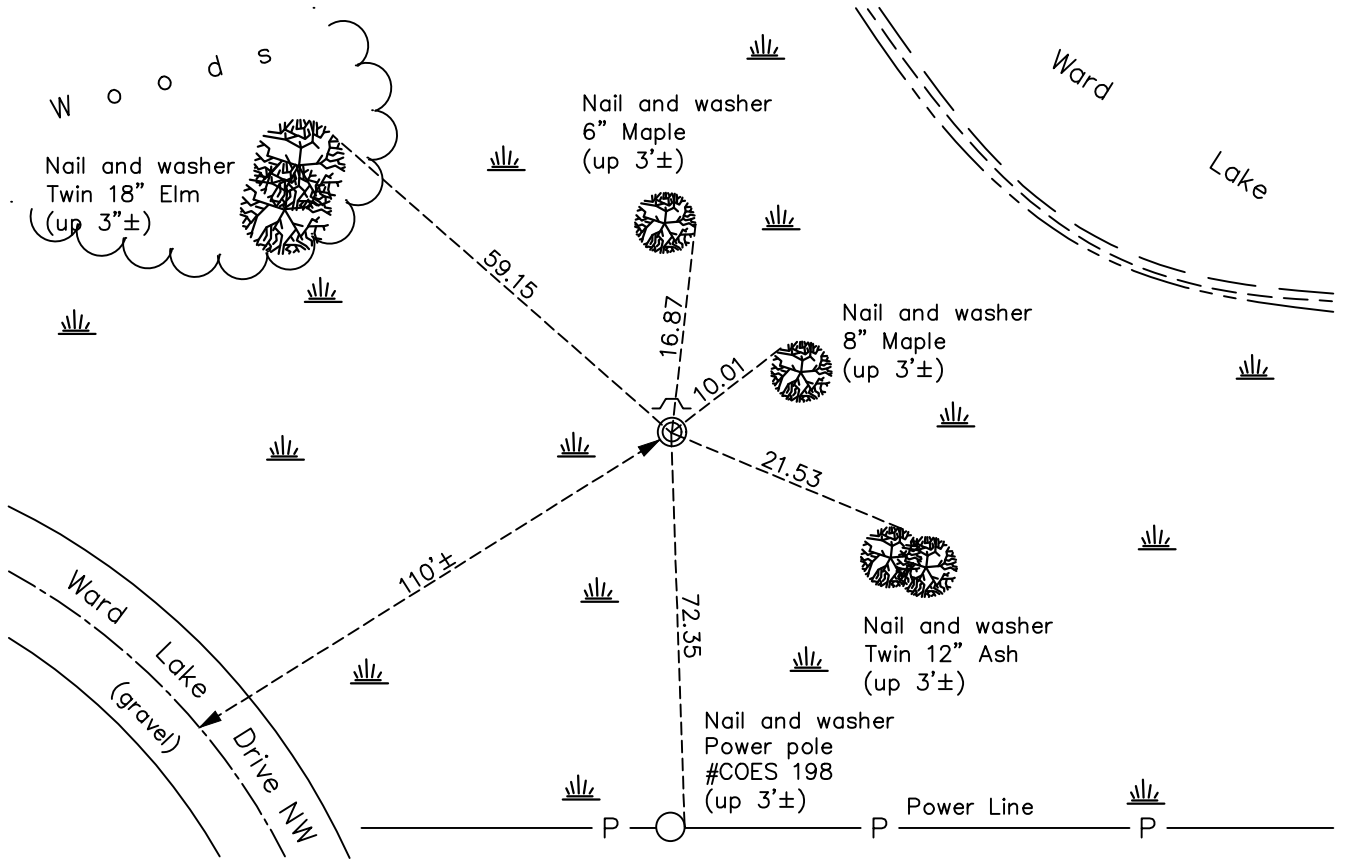 Woods
Nail and washer
Twin 18" Elm
(up 3"±)
Nail and washer
6" Maple
(up 3'±)
Ward
Lake
59.15
16.87
10.01
Nail and washer
8" Maple
(up 3'±)
21.53
110'±
72.35
Nail and washer
Twin 12" Ash
(up 3'±)
Ward Lake Drive NW
(gravel)
Nail and washer
Power pole
#COES 198
(up 3'±)
Power Line
P P P